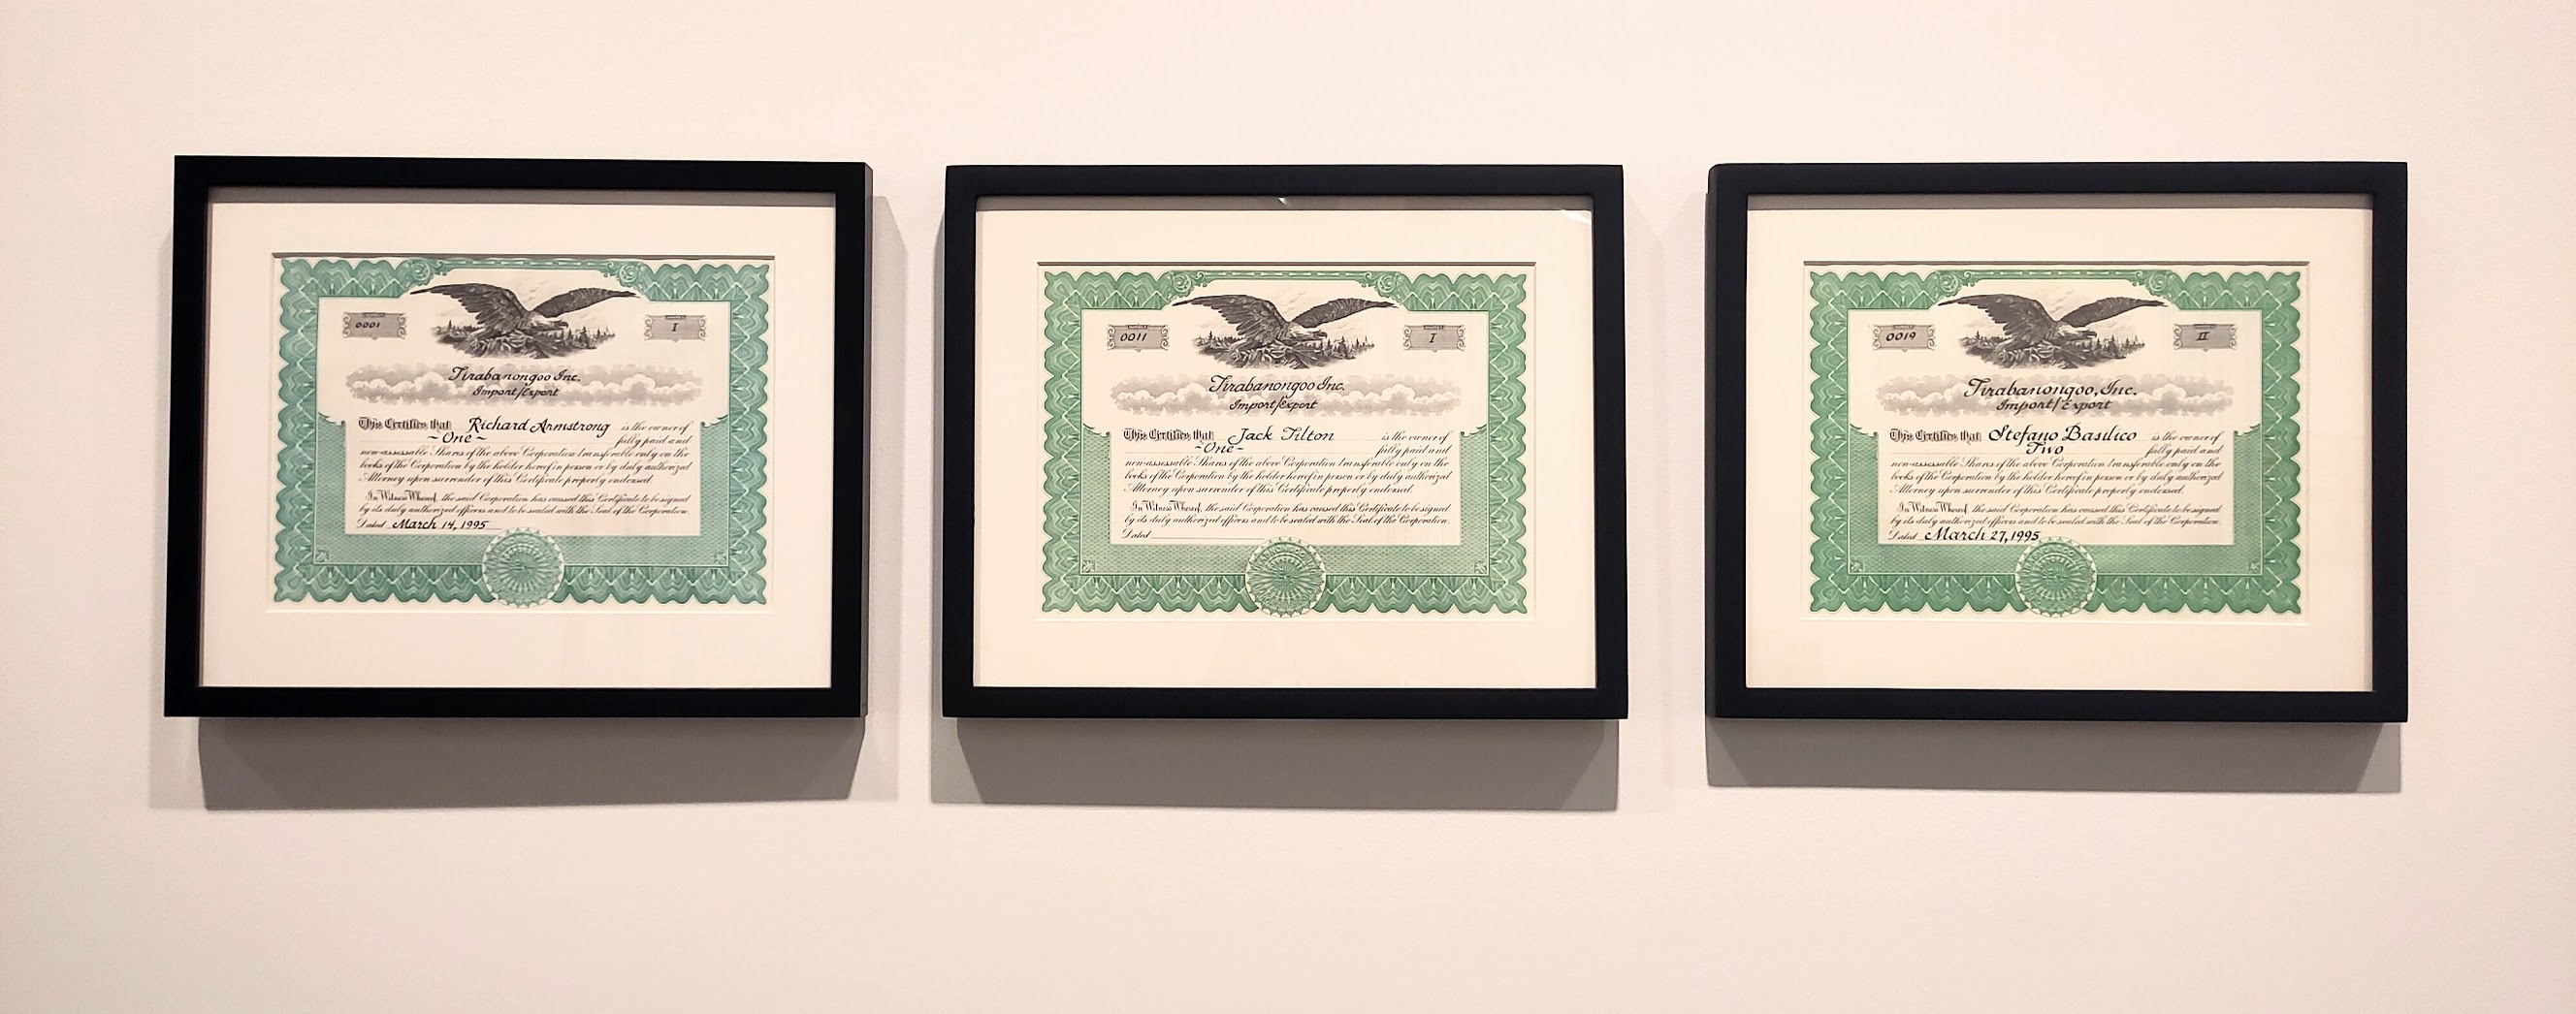 0001
I
Tirabanongoo Inc.
Import/Export
This Certifies that Richard Armstrong is the owner of
~One~ fully paid and
non-assessable Shares of the above Corporation transferable only on the
books of the Corporation by the holder hereof in person or by duly authorized
Attorney upon surrender of this Certificate properly endorsed.
In Witness Whereof, the said Corporation has caused this Certificate to be signed
by its duly authorized officers and to be sealed with the Seal of the Corporation.
Dated March 14, 1995
0011
I
Tirabanongoo Inc.
Import/Export
This Certifies that Jack Tilton is the owner of
~One~ fully paid and
non-assessable Shares of the above Corporation transferable only on the
books of the Corporation by the holder hereof in person or by duly authorized
Attorney upon surrender of this Certificate properly endorsed.
In Witness Whereof, the said Corporation has caused this Certificate to be signed
by its duly authorized officers and to be sealed with the Seal of the Corporation.
Dated
0019
II
Tirabanongoo, Inc.
Import/Export
This Certifies that Stefano Basilico is the owner of
Two fully paid and
non-assessable Shares of the above Corporation transferable only on the
books of the Corporation by the holder hereof in person or by duly authorized
Attorney upon surrender of this Certificate properly endorsed.
In Witness Whereof, the said Corporation has caused this Certificate to be signed
by its duly authorized officers and to be sealed with the Seal of the Corporation.
Dated March 27, 1995